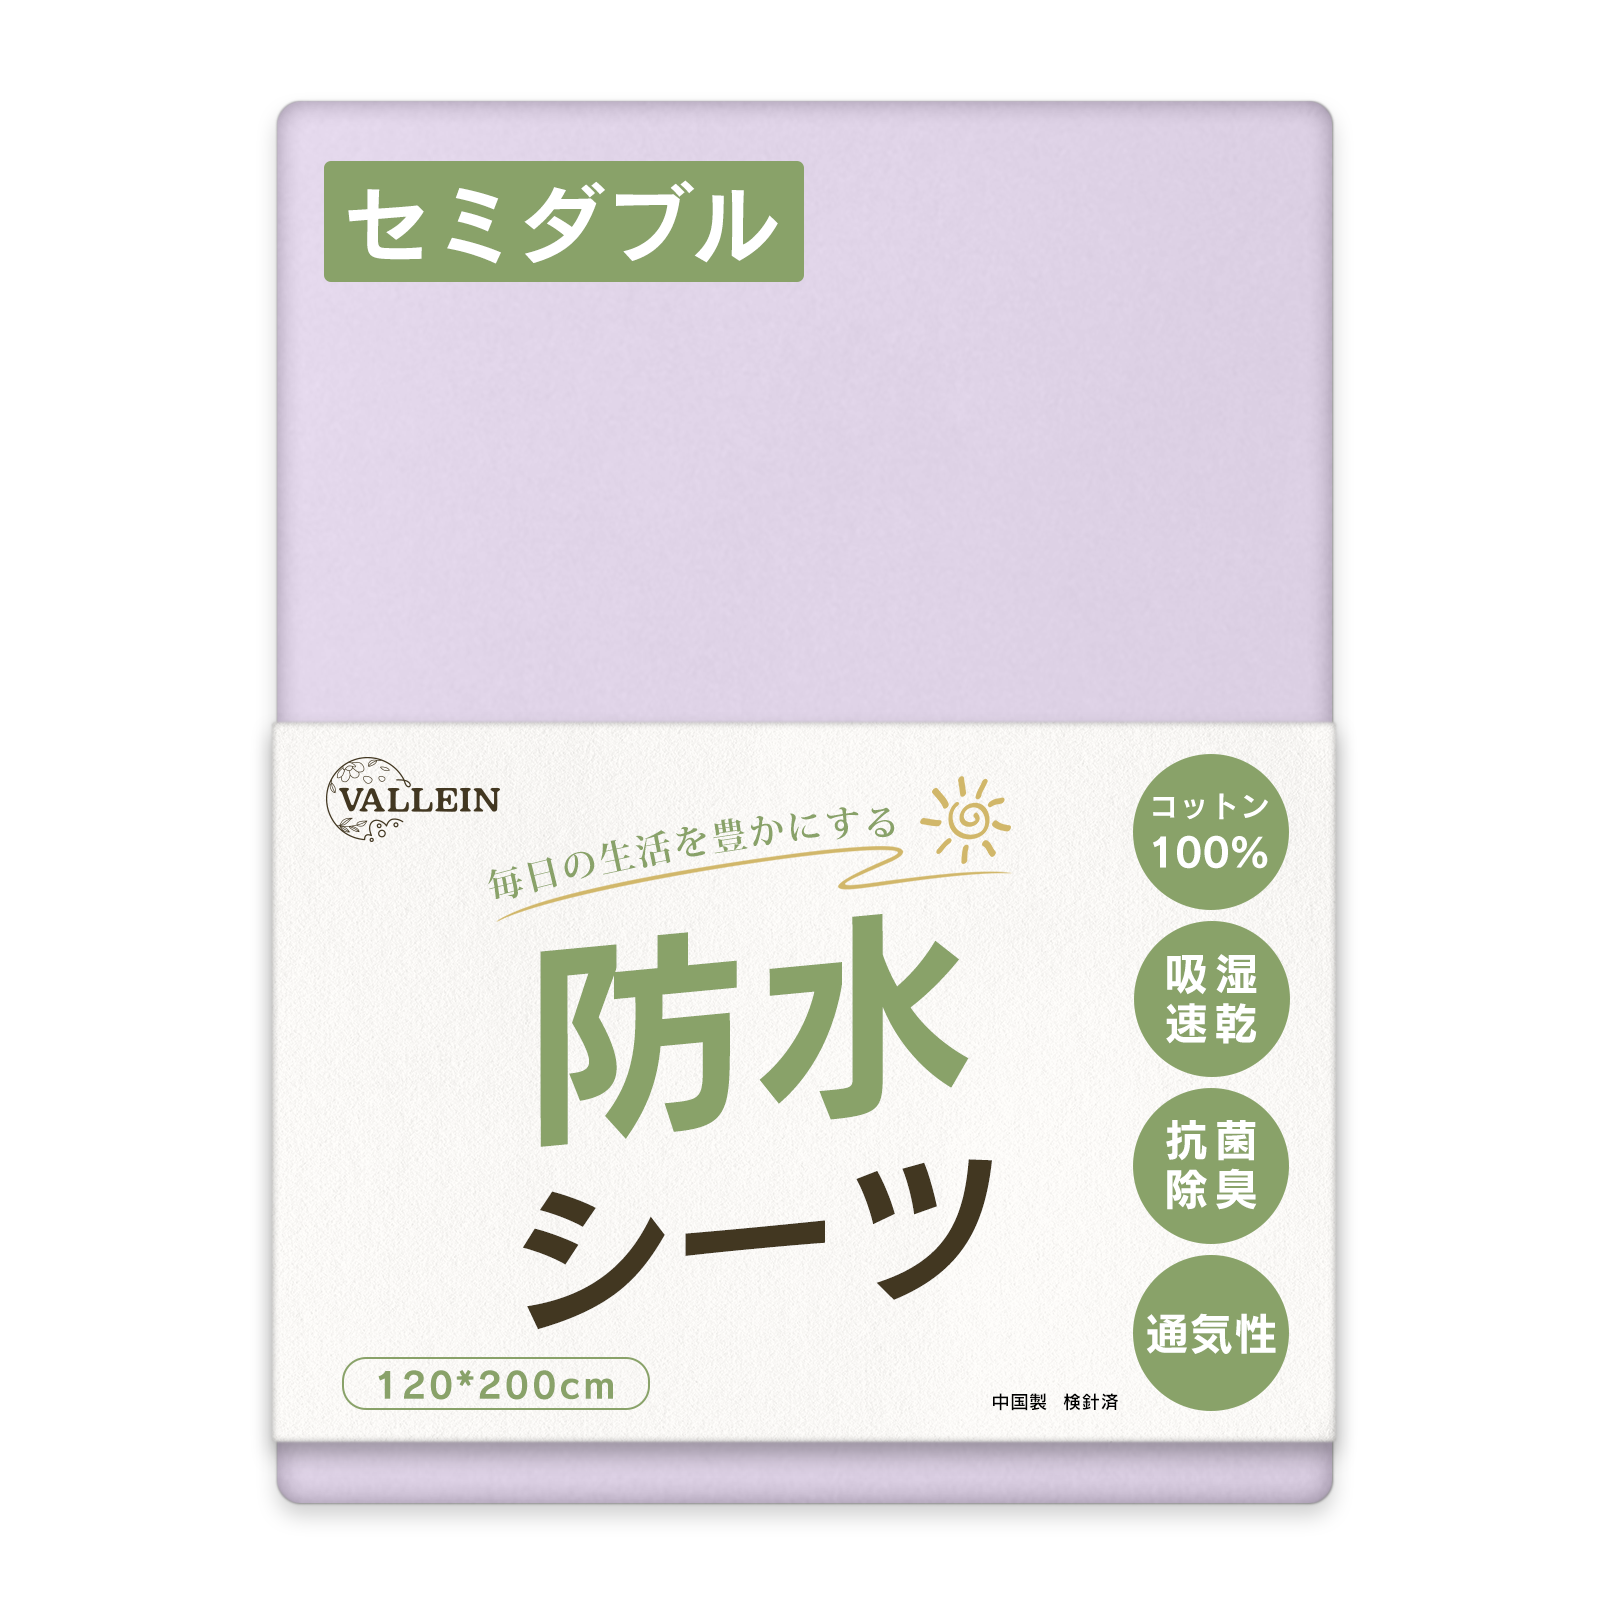 セミダブル
VALLEIN
毎日の生活を豊かにする
防水
シーツ
120*200cm
中国製 検針済
コットン
100%
吸湿
速乾
抗菌
除臭
通気性